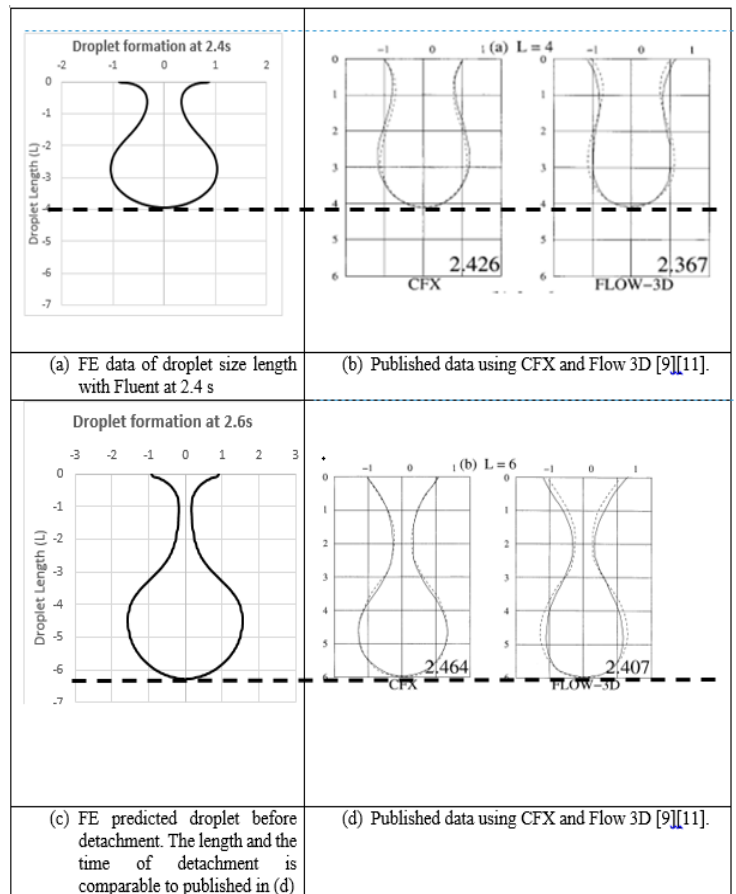 Droplet formation at 2.4s
-2 -1 0 1 2
0
-1
-2
-3
-5
-6
-7
Droplet Length (L)
(a) L = 4
-1 0 1
0
1
2
3
4
5
6
2.426
CFX
-1 0 1
0
1
2
3
4
5
6
2.367
FLOW-3D
(a) FE data of droplet size length
with Fluent at 2.4 s
(b) Published data using CFX and Flow 3D [9][11].
Droplet formation at 2.6s
-3 -2 -1 0 1 2 3
0
-1
-2
-3
-4
-5
-6
-7
Droplet Length (L)
(b) L = 6
-1 0 1
0
1
2
3
4
5
2.464
CFX
-1 0 1
0
1
2
3
4
5
2.407
FLOW-3D
(c) FE predicted droplet before
detachment. The length and the
time of detachment is
comparable to published in (d)
(d) Published data using CFX and Flow 3D [9][11].